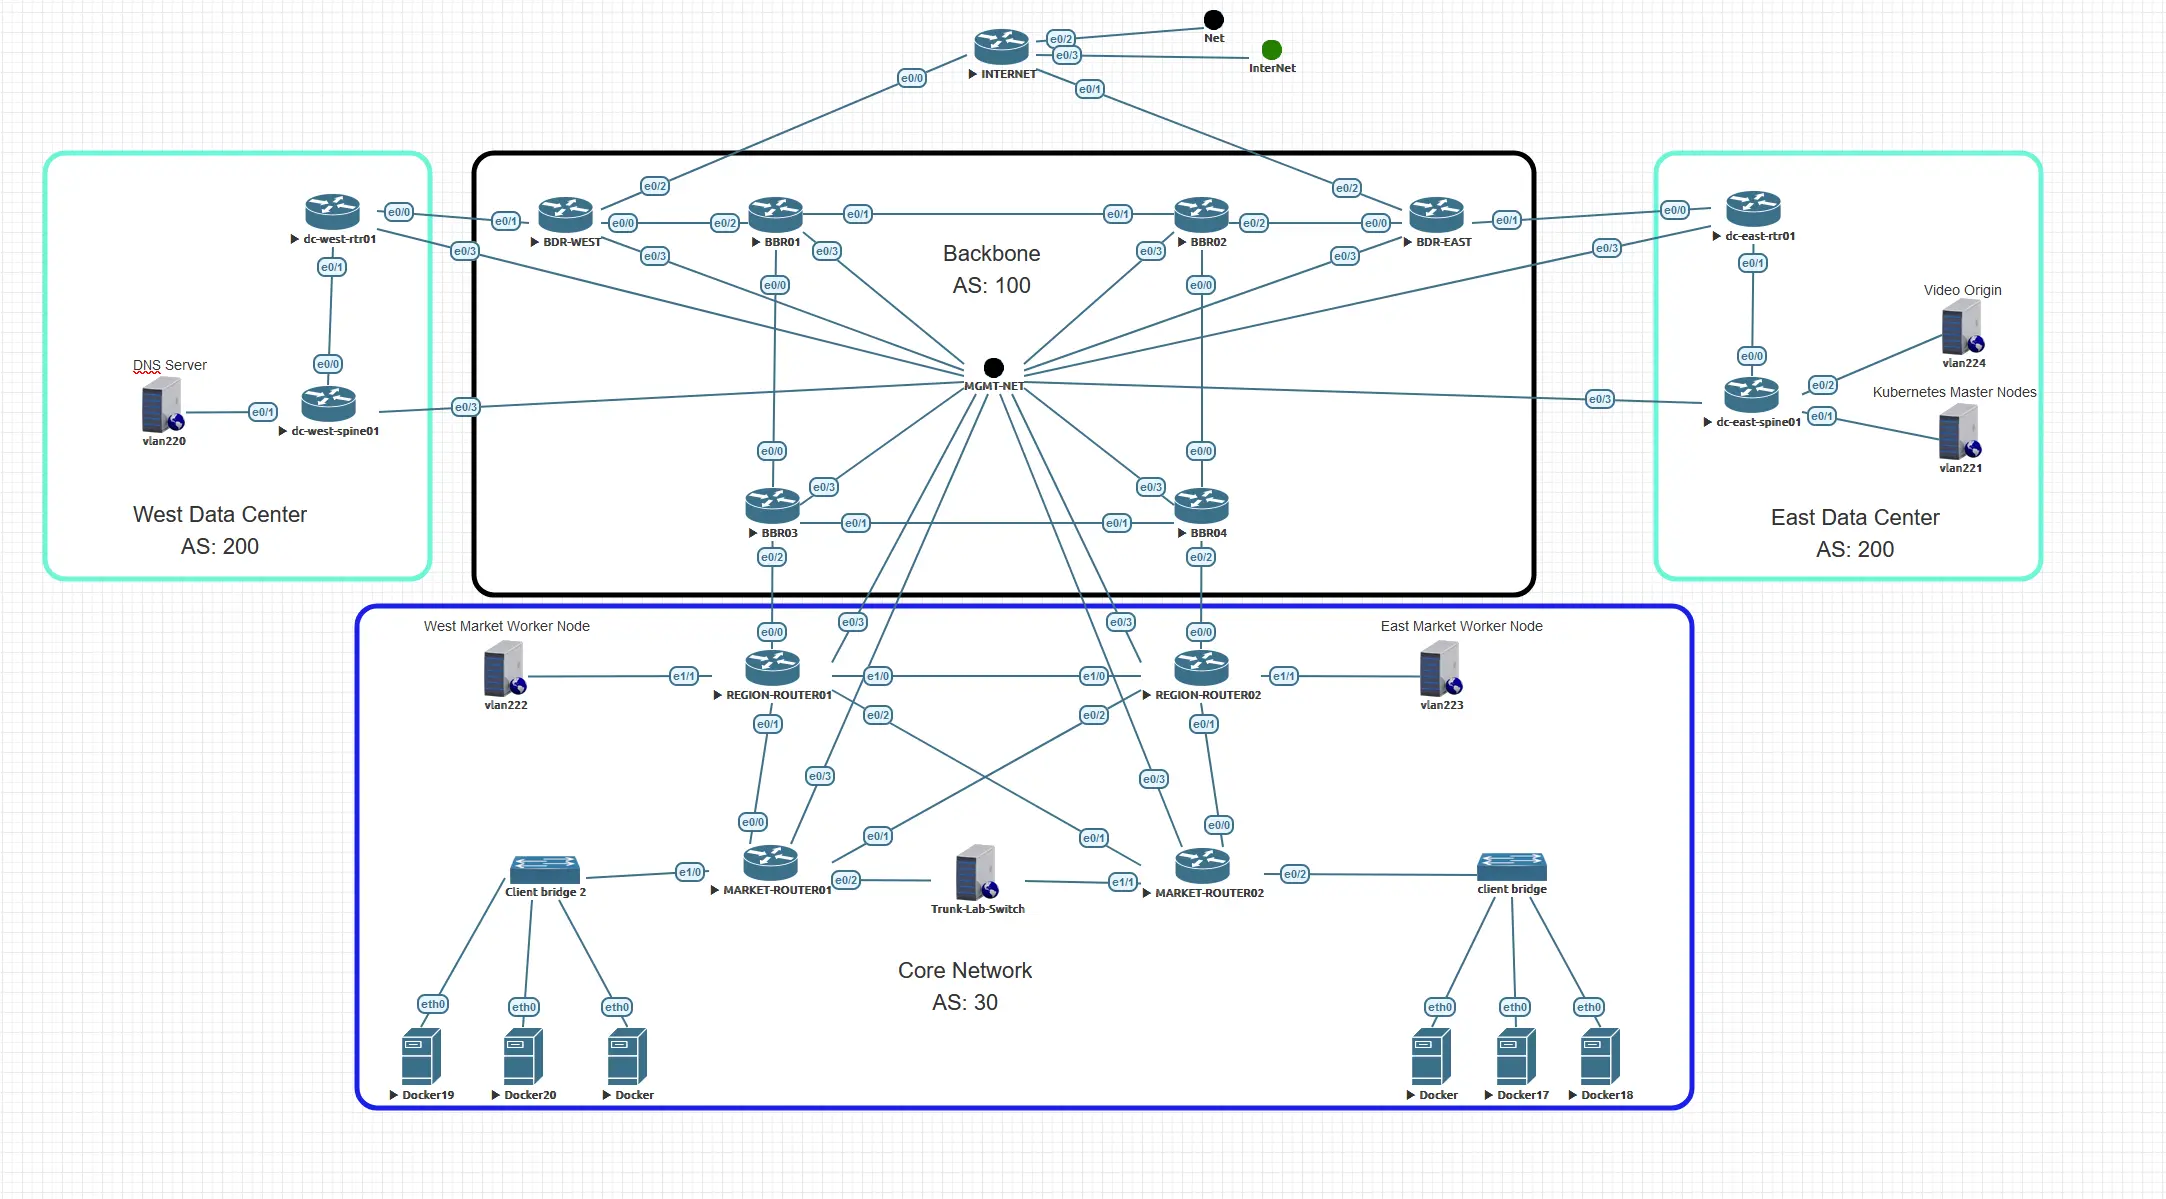 Net
e0/2
e0/3
InterNet
INTERNET
e0/0
e0/1
e0/2
e0/2
dc-west-rtr01
e0/0
e0/1
BDR-WEST
e0/0
e0/2
BBR01
e0/1
e0/1
BBR02
e0/2
e0/0
BDR-EAST
e0/1
e0/0
dc-east-rtr01
e0/3
e0/3
e0/3
e0/3
e0/3
e0/3
e0/1
e0/0
Backbone
AS: 100
e0/0
e0/1
Video Origin
vlan224
DNS Server
vlan220
e0/1
e0/0
dc-west-spine01
e0/3
MGMT-NET
e0/3
e0/0
dc-east-spine01
e0/2
e0/1
Kubernetes Master Nodes
vlan221
e0/0
e0/0
e0/3
e0/3
BBR03
e0/1
e0/1
BBR04
West Data Center
AS: 200
East Data Center
AS: 200
e0/2
e0/2
West Market Worker Node
vlan222
e1/1
e0/0
e0/3
e0/3
e0/0
REGION-ROUTER01
e1/0
e1/0
REGION-ROUTER02
e1/1
East Market Worker Node
vlan223
e0/1
e0/2
e0/2
e0/1
e0/3
e0/3
e0/0
e0/1
e0/1
e0/0
Client bridge 2
e1/0
MARKET-ROUTER01
e0/2
Trunk-Lab-Switch
e1/1
MARKET-ROUTER02
e0/2
client bridge
Core Network
AS: 30
eth0
eth0
eth0
eth0
eth0
eth0
Docker19
Docker20
Docker
Docker
Docker17
Docker18